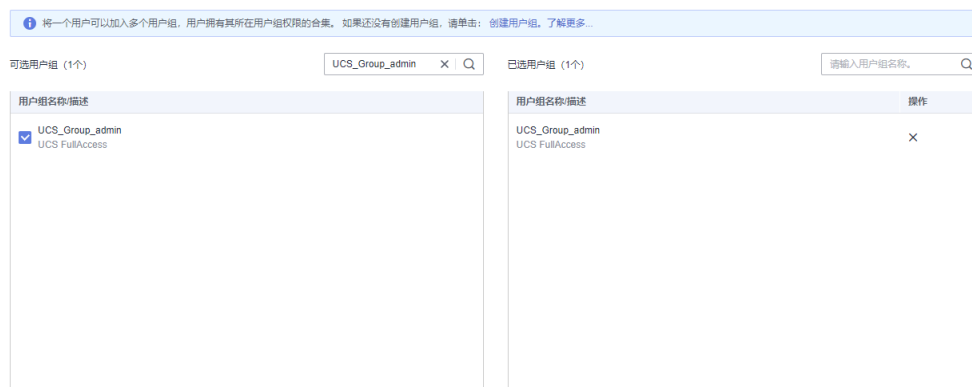 将一个用户可以加入多个用户组，用户拥有其所在用户组权限的合集。 如果还没有创建用户组，请单击： 创建用户组。了解更多...
可选用户组（1个）
UCS_Group_admin
已选用户组（1个）
请输入用户组名称。
用户组名称/描述
用户组名称/描述
操作
UCS_Group_admin
UCS FullAccess
UCS_Group_admin
UCS FullAccess